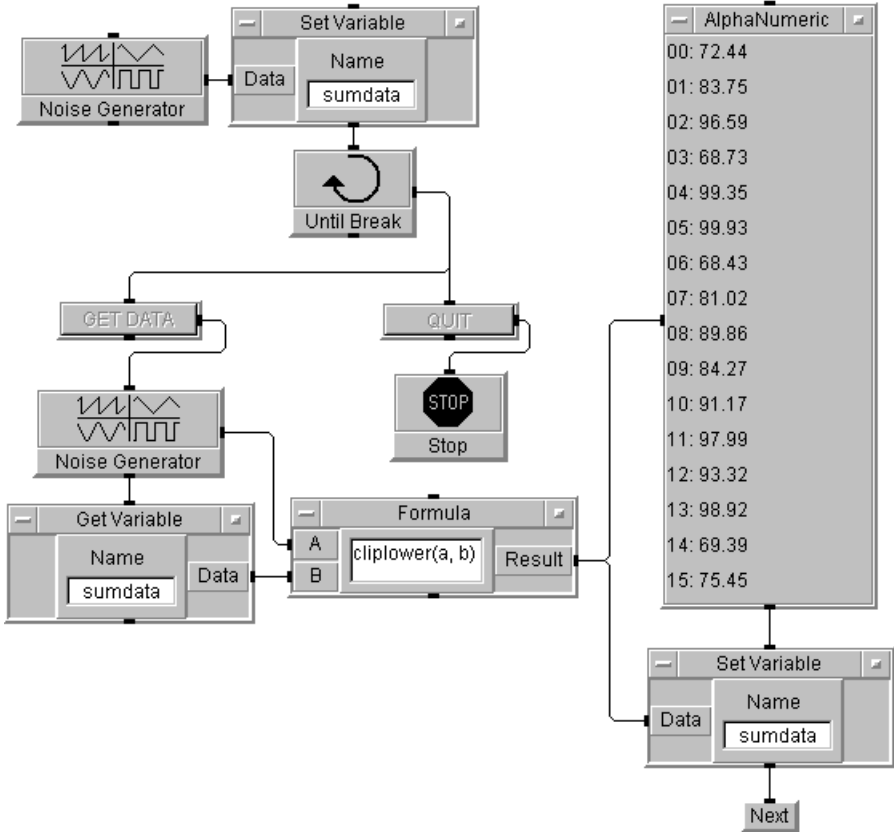 Noise Generator
Set Variable
Data
Name
sumdata
Until Break
GET DATA
QUIT
Noise Generator
STOP
Stop
Get Variable
Name
sumdata
Data
Formula
A
B
cliplower(a, b)
Result
AlphaNumeric
00: 72.44
01: 83.75
02: 96.59
03: 68.73
04: 99.35
05: 99.93
06: 68.43
07: 81.02
08: 89.86
09: 84.27
10: 91.17
11: 97.99
12: 93.32
13: 98.92
14: 69.39
15: 75.45
Set Variable
Data
Name
sumdata
Next